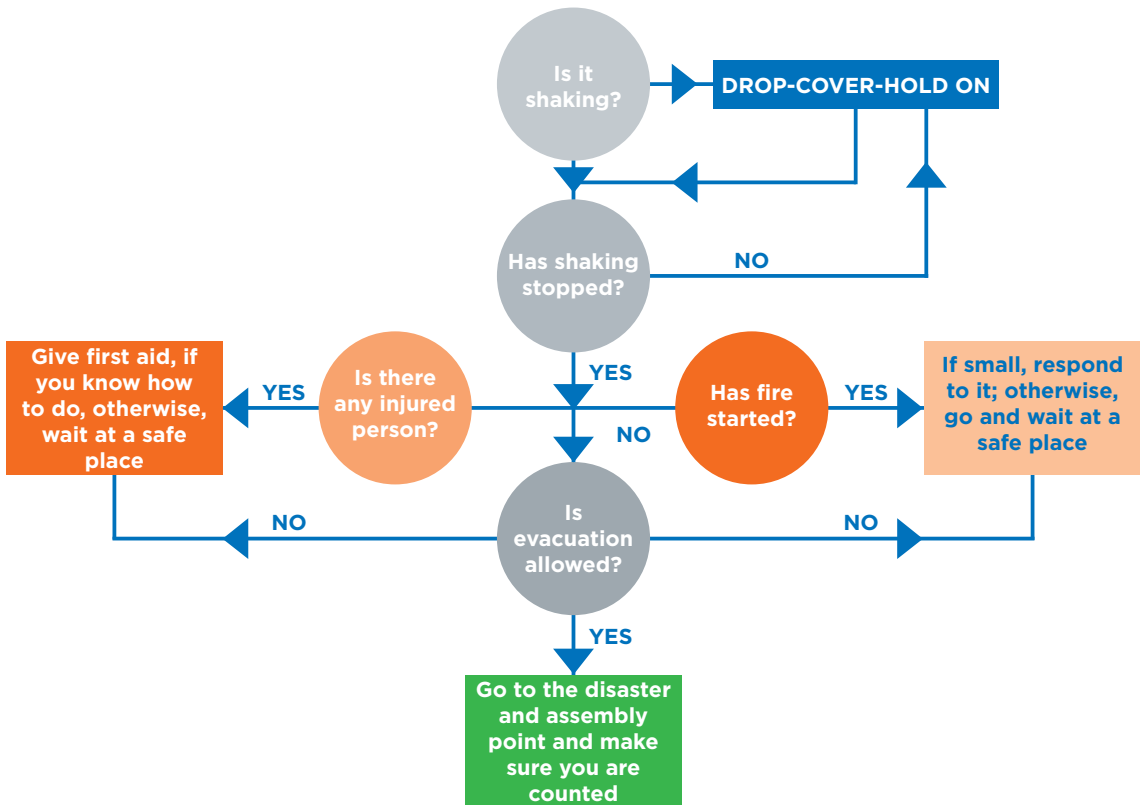 Is it
shaking?
DROP-COVER-HOLD ON
Has shaking
stopped?
NO
YES
Give first aid, if
you know how
to do, otherwise,
wait at a safe
place
YES
Is there
any injured
person?
Has fire
started?
YES
If small, respond
to it; otherwise,
go and wait at a
safe place
NO
NO
Is
evacuation
allowed?
NO
YES
Go to the disaster
and assembly
point and make
sure you are
counted